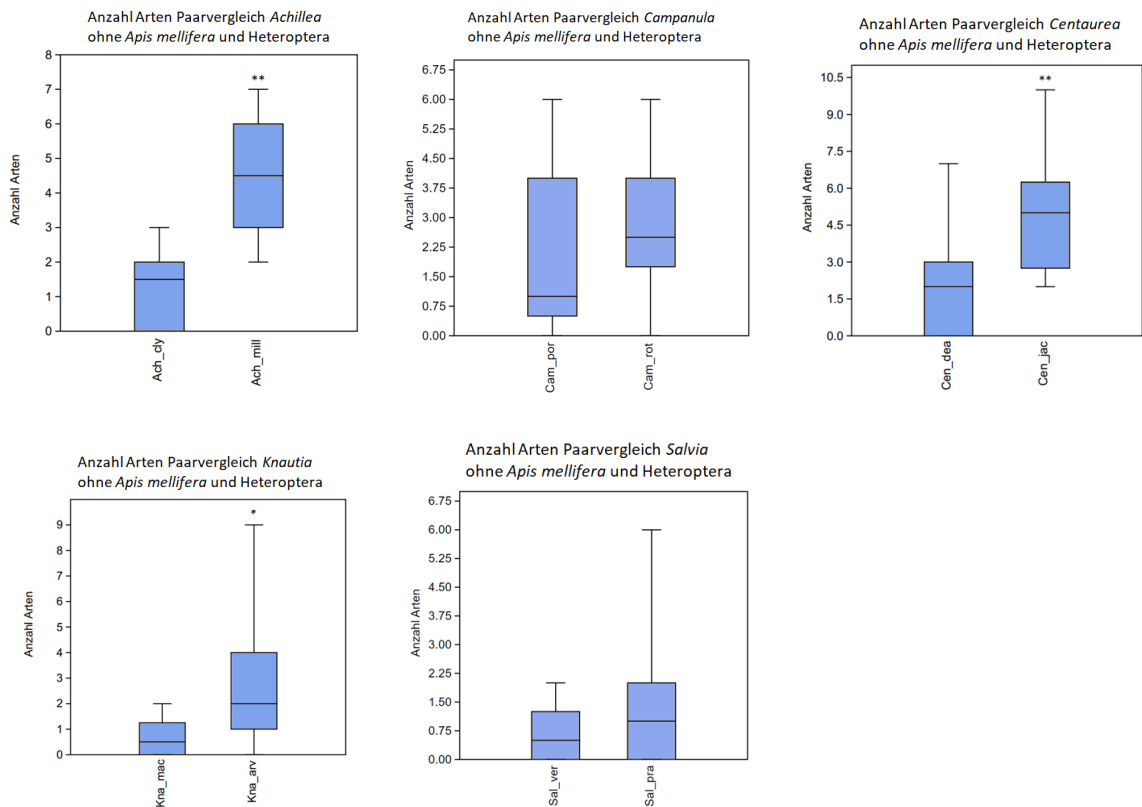 Anzahl Arten Paarvergleich Achillea
ohne Apis mellifera und Heteroptera
8
7
6
5
4
3
2
1
0
Anzahl Arten
**
Ach_cly
Ach_mill
Anzahl Arten Paarvergleich Campanula
ohne Apis mellifera und Heteroptera
6.75
6.00
5.25
4.50
3.75
3.00
2.25
1.50
0.75
0.00
Anzahl Arten
Cam_por
Cam_rot
Anzahl Arten Paarvergleich Centaurea
ohne Apis mellifera und Heteroptera
10.5
9.0
7.5
6.0
4.5
3.0
1.5
0.0
Anzahl Arten
**
Cen_dea
Cen_jac
Anzahl Arten Paarvergleich Knautia
ohne Apis mellifera und Heteroptera
9
8
7
6
5
4
3
2
1
0
Anzahl Arten
*
Kna_mac
Kna_arv
Anzahl Arten Paarvergleich Salvia
ohne Apis mellifera und Heteroptera
6.75
6.00
5.25
4.50
3.75
3.00
2.25
1.50
0.75
0.00
Anzahl Arten
Sal_ver
Sal_pra